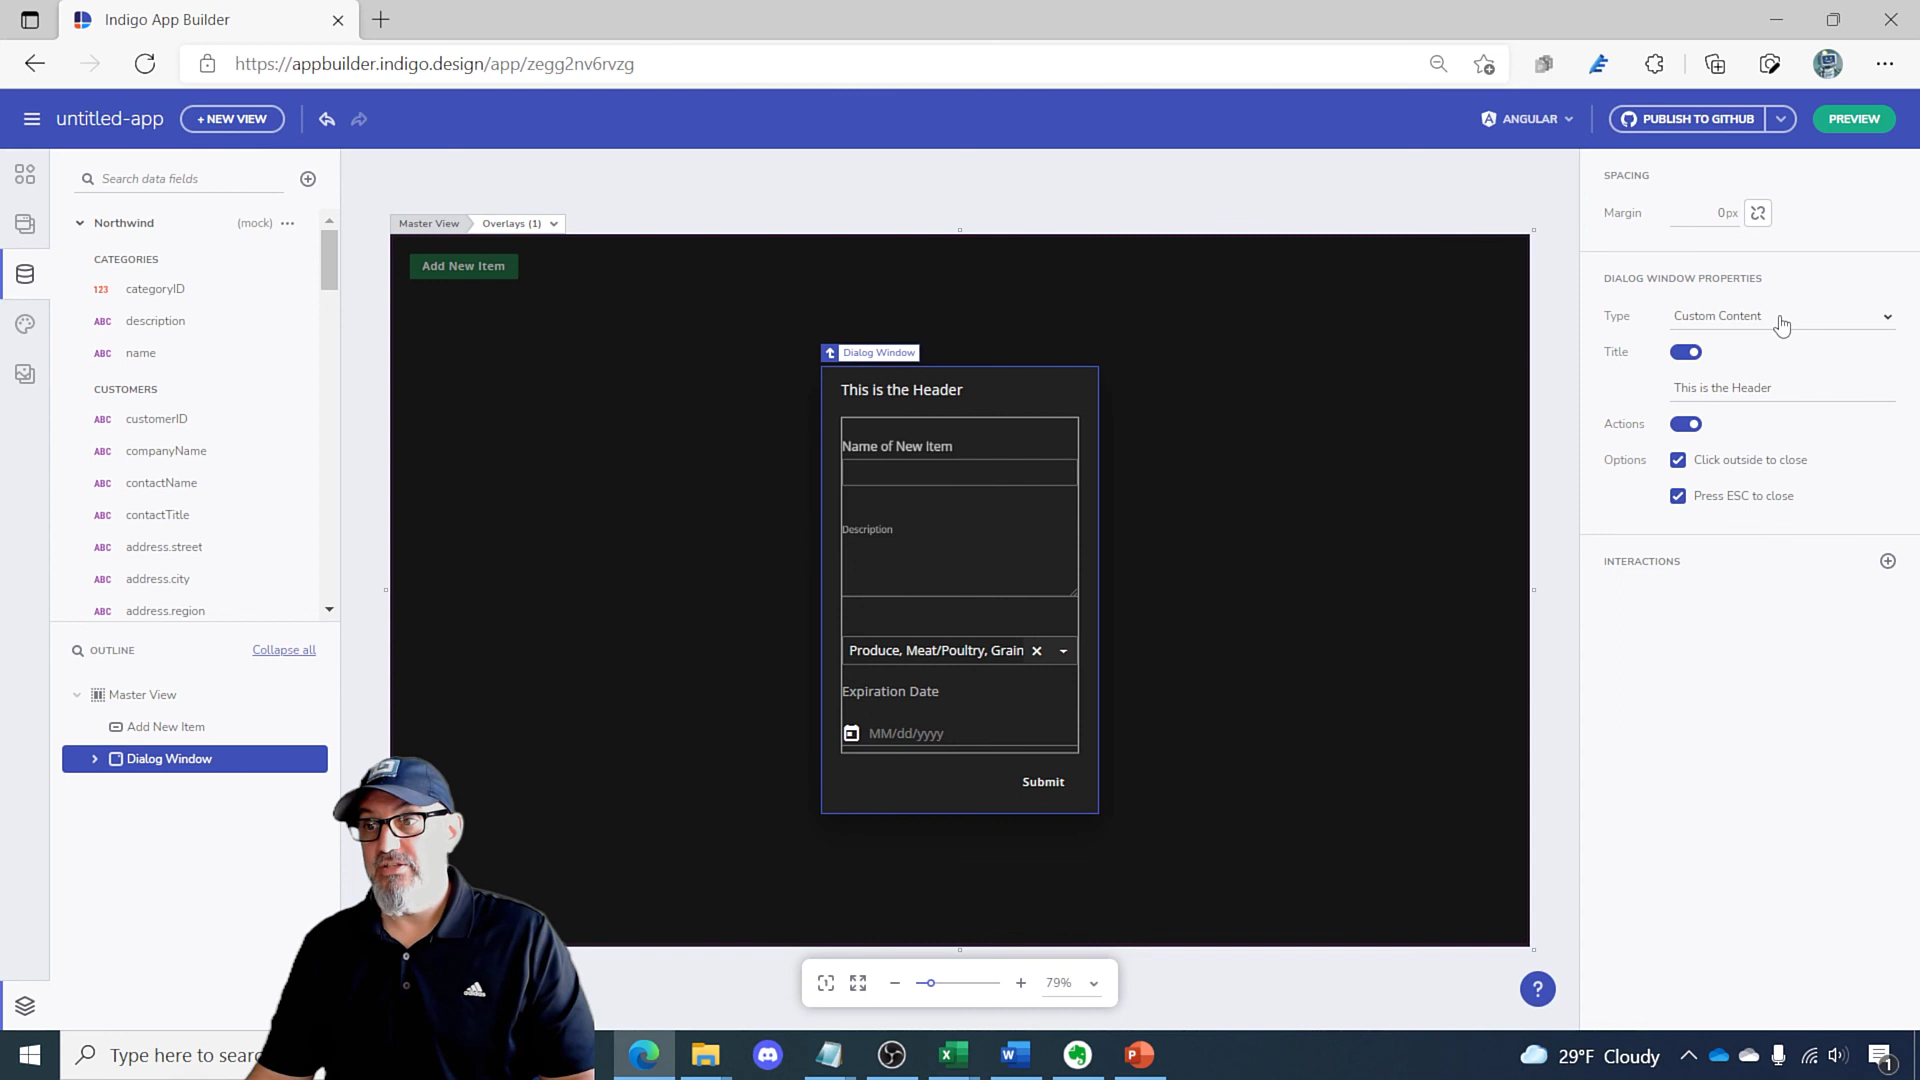 Indigo App Builder
https://appbuilder.indigo.design/app/zegg2nv6rvzg
untitled-app
+ NEW VIEW
ANGULAR
PUBLISH TO GITHUB
PREVIEW
Search data fields
Northwind
(mock)
CATEGORIES
123 categoryID
ABC description
ABC name
CUSTOMERS
ABC customerID
ABC companyName
ABC contactName
ABC contactTitle
ABC address.street
ABC address.city
ABC address.region
OUTLINE
Collapse all
Master View
Add New Item
Dialog Window
Master View
Overlays (1)
Add New Item
Dialog Window
This is the Header
Name of New Item
Description
Produce, Meat/Poultry, Grain
Expiration Date
MM/dd/yyyy
Submit
79%
?
SPACING
Margin
0px
DIALOG WINDOW PROPERTIES
Type
Custom Content
Title
This is the Header
Actions
Options
Click outside to close
Press ESC to close
INTERACTIONS
adidas
Type here to searc
29°F Cloudy
1